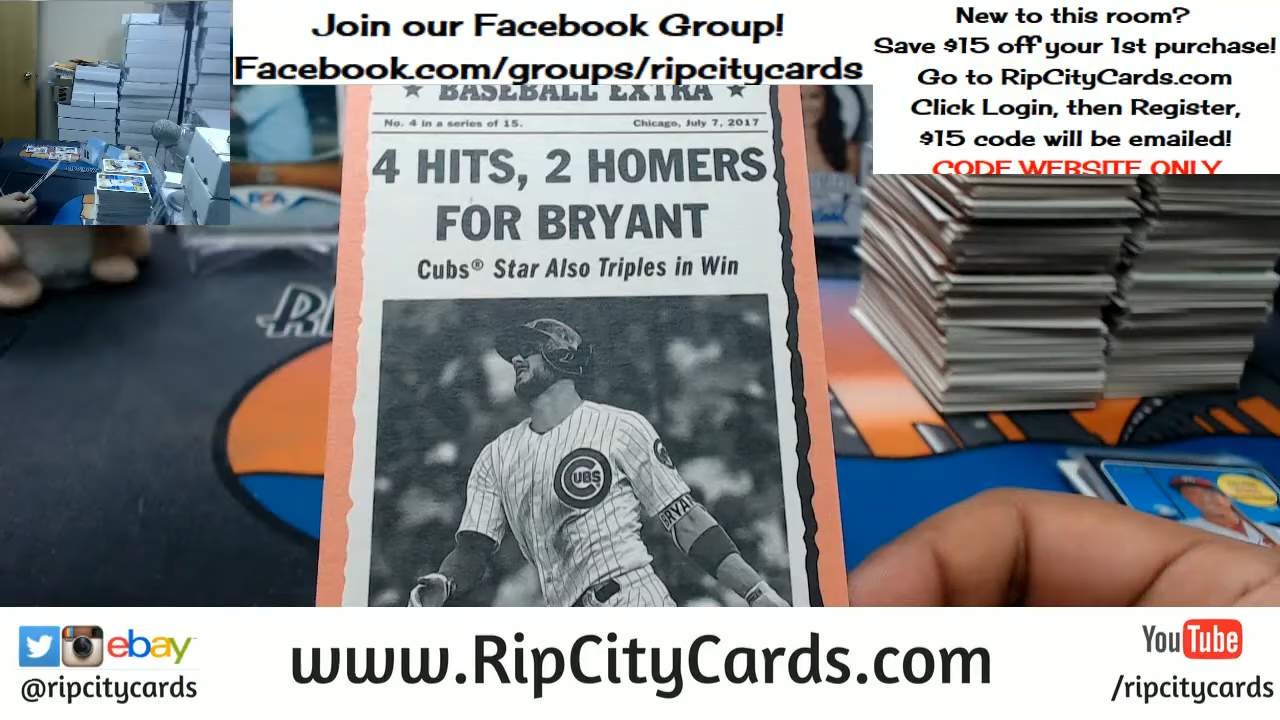 Join our Facebook Group!
Facebook.com/groups/ripcitycards
New to this room?
Save $15 off your 1st purchase!
Go to RipCityCards.com
Click Login, then Register,
$15 code will be emailed!
CODE WEBSITE ONLY
★ BASEBALL EXTRA ★
No. 4 in a series of 15.
Chicago, July 7, 2017
4 HITS, 2 HOMERS
FOR BRYANT
Cubs® Star Also Triples in Win
CUBS
BRYANT
ebay
@ripcitycards
www.RipCityCards.com
YouTube
/ripcitycards